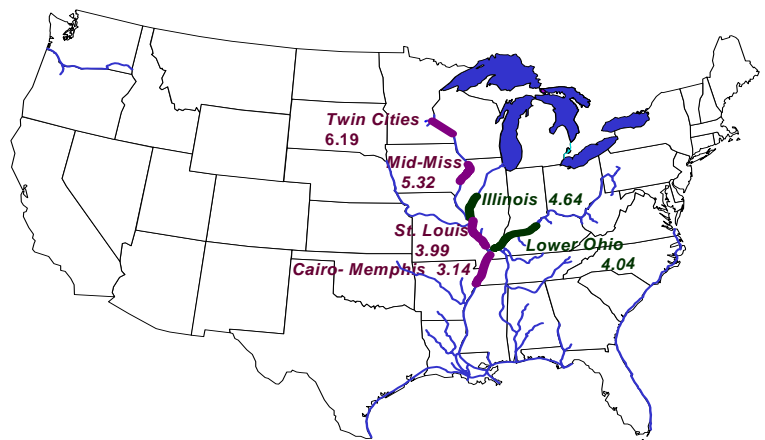 Twin Cities
6.19
Mid-Miss
5.32
Illinois 4.64
St. Louis
3.99
Lower Ohio
4.04
Cairo- Memphis 3.14